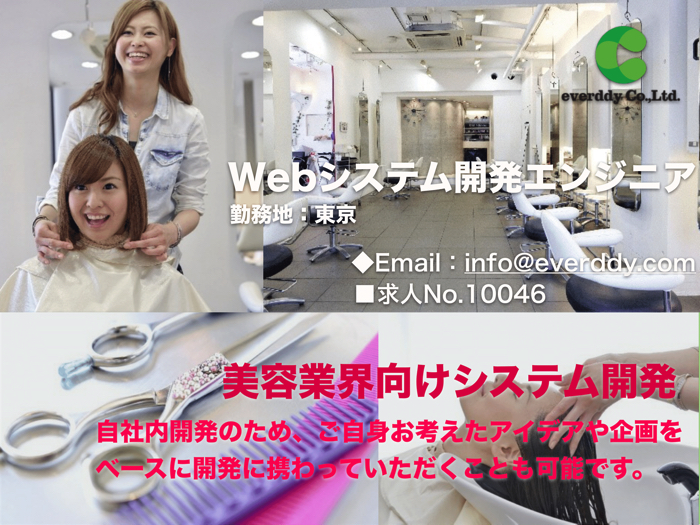 everddy Co.,Ltd.
Webシステム開発エンジニア
勤務地：東京
◆Email：info@everddy.com
■求人No.10046
美容業界向けシステム開発
自社内開発のため、ご自身お考えたアイデアや企画を
ベースに開発に携わっていただくことも可能です。